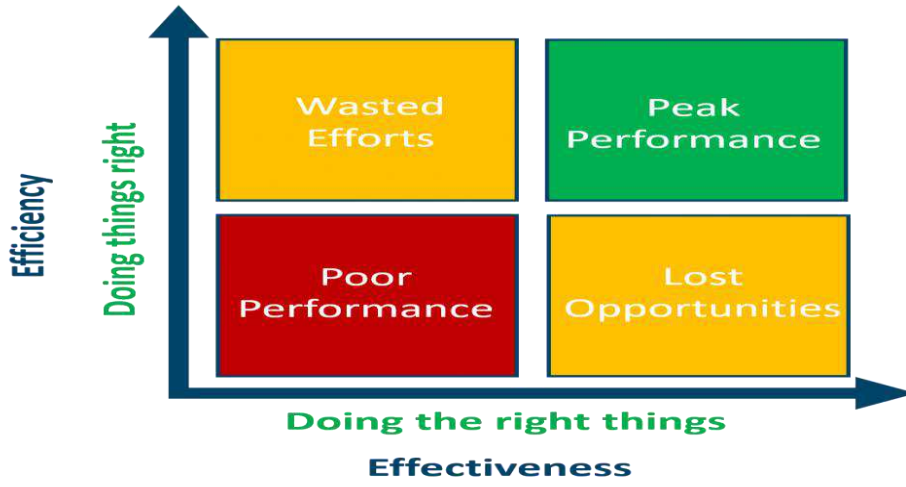 Efficiency
Doing things right
Wasted
Efforts
Peak
Performance
Poor
Performance
Lost
Opportunities
Doing the right things
Effectiveness